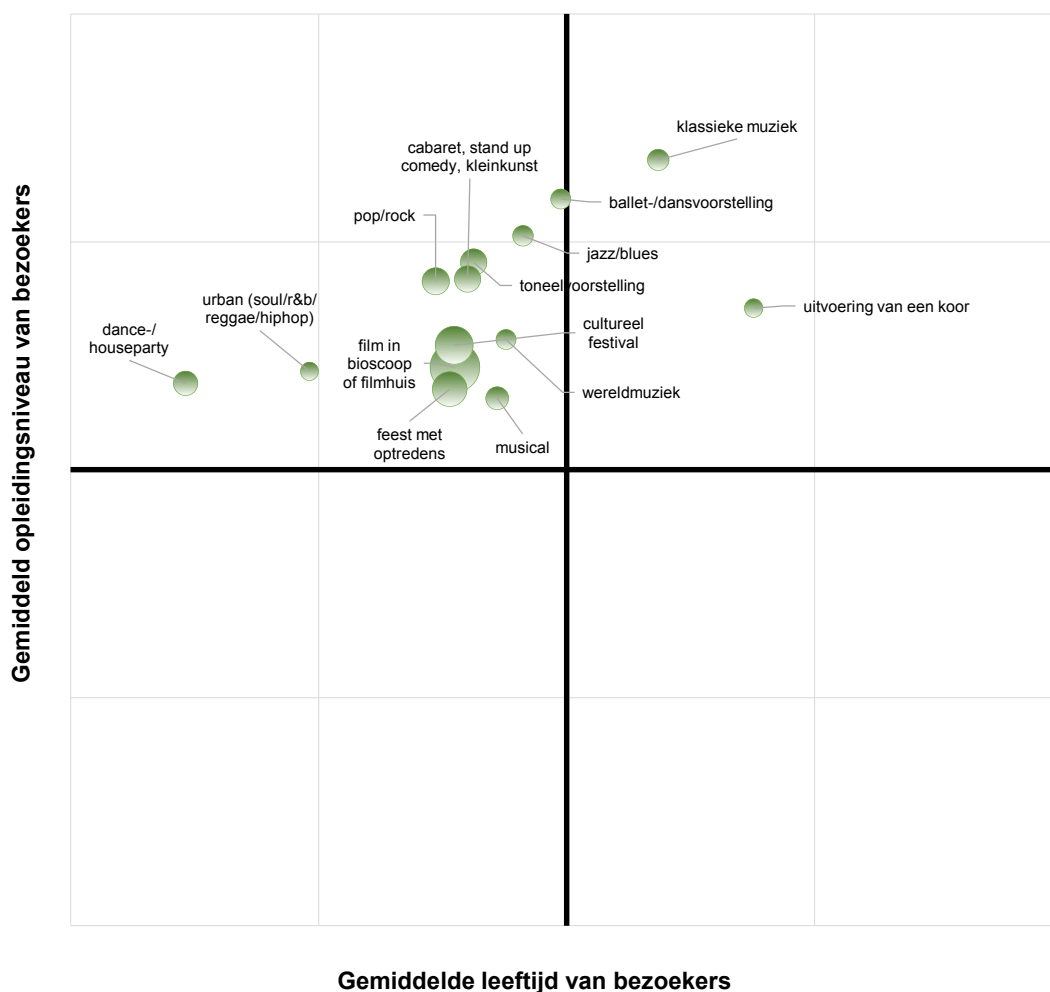 klassieke muziek
cabaret, stand up
comedy, kleinkunst
ballet-/dansvoorstelling
pop/rock
jazz/blues
toneelvoorstelling
urban (soul/r&b/
reggae/hiphop)
uitvoering van een koor
dance-/
houseparty
cultureel
festival
film in
bioscoop
of filmhuis
wereldmuziek
feest met
optredens
musical
Gemiddeld opleidingsniveau van bezoekers
Gemiddelde leeftijd van bezoekers